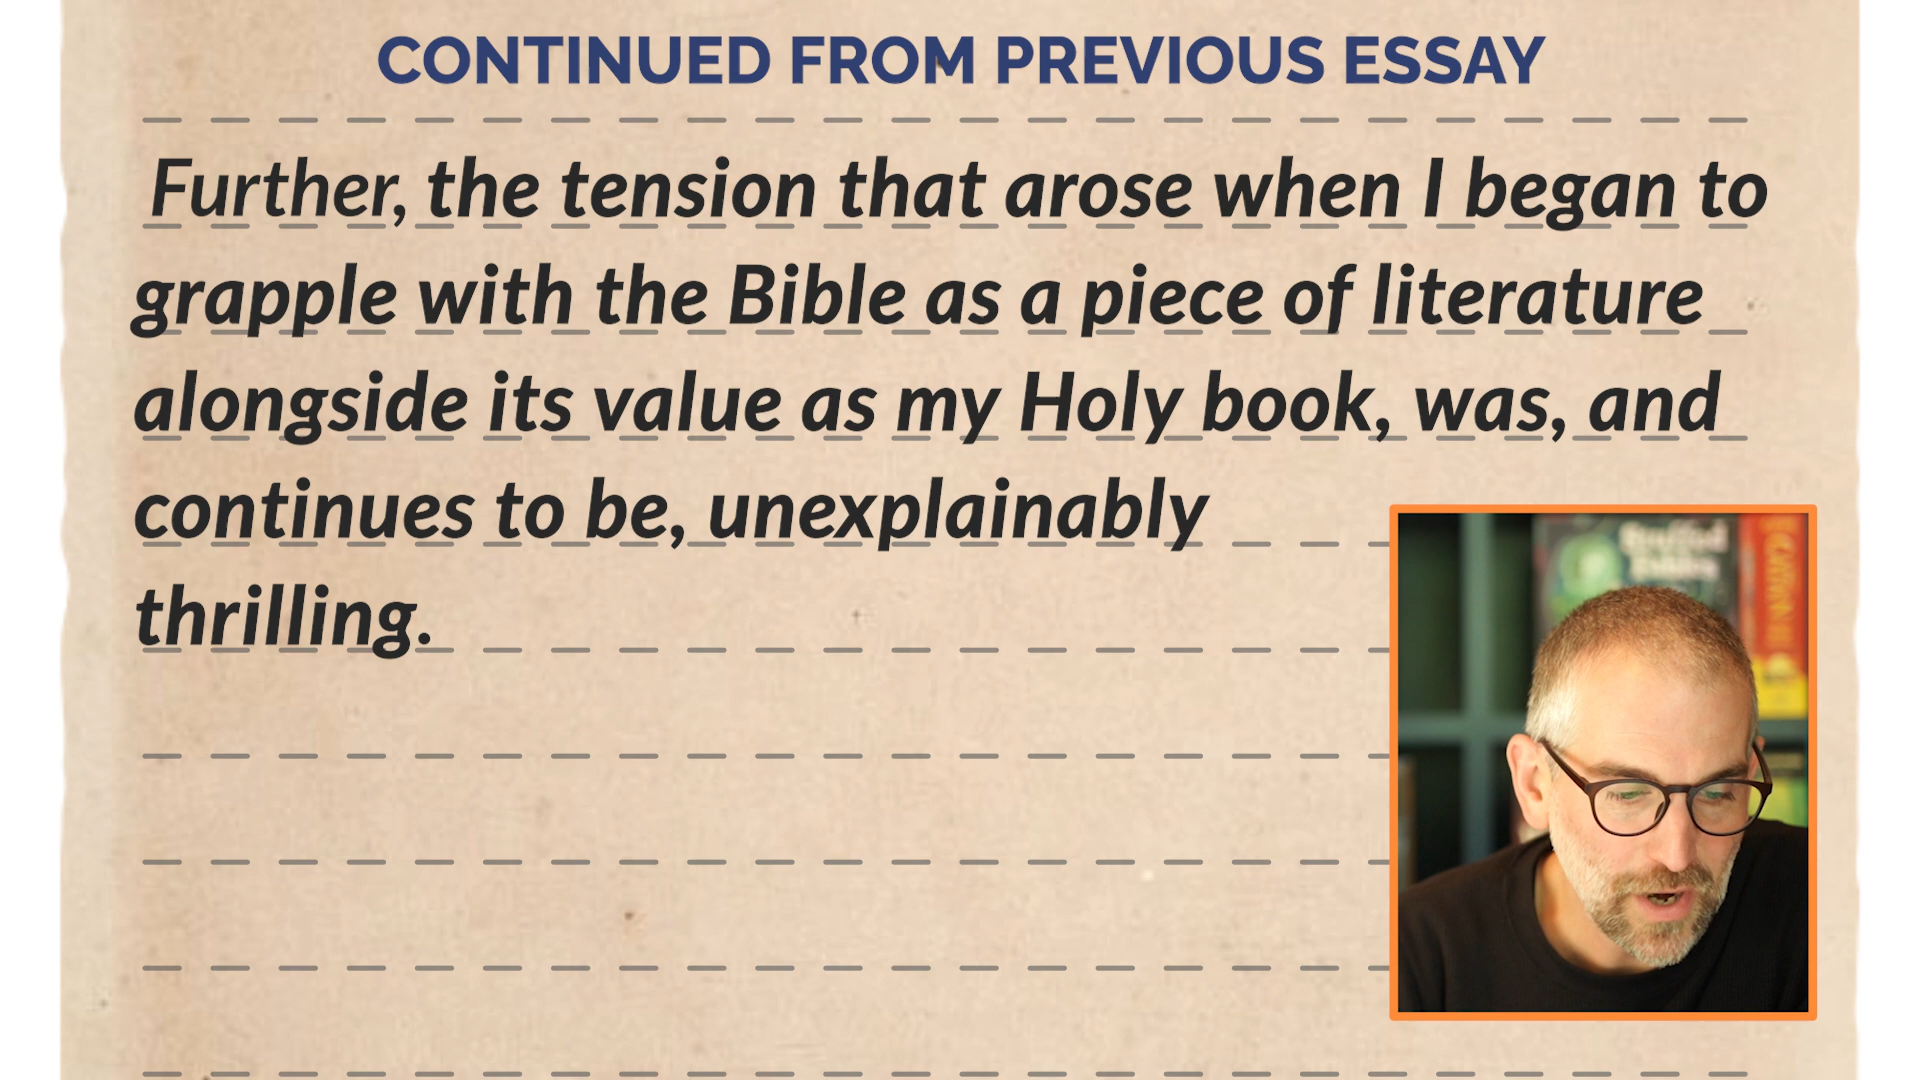 CONTINUED FROM PREVIOUS ESSAY
Further, the tension that arose when I began to
grapple with the Bible as a piece of literature
alongside its value as my Holy book, was, and
continues to be, unexplainably
thrilling.